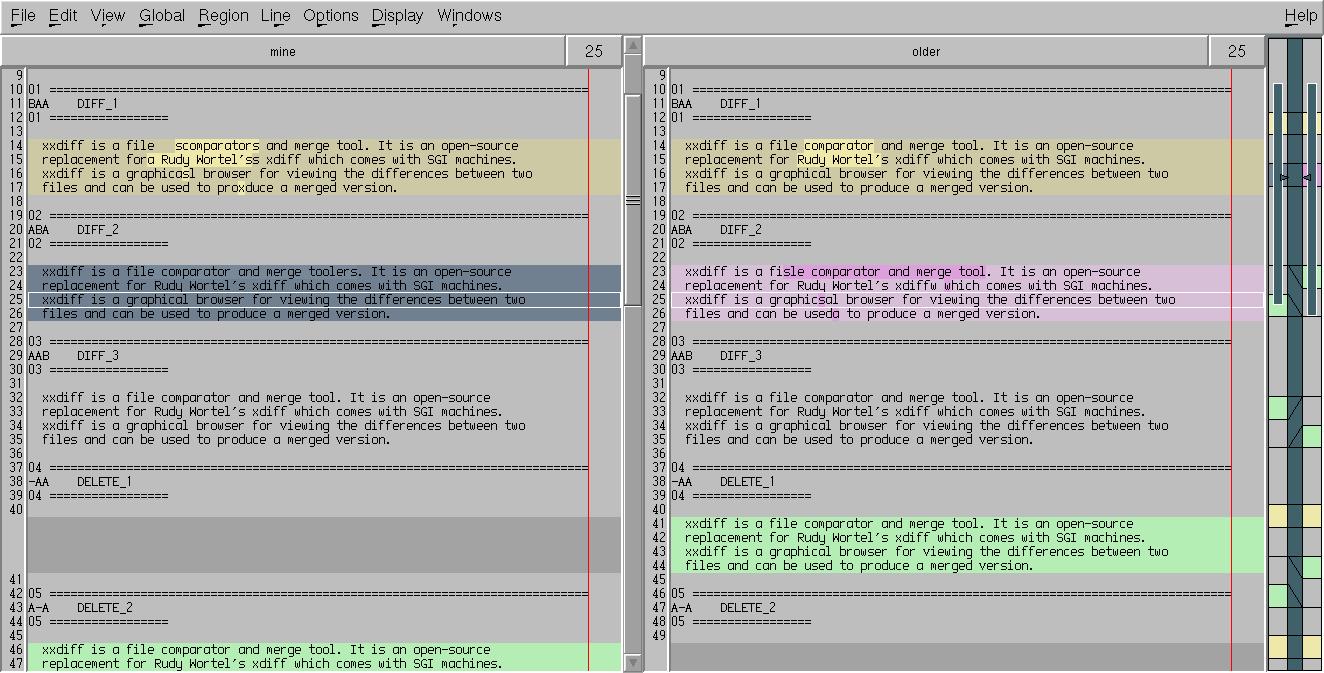 File Edit View Global Region Line Options Display Windows Help
mine 25
9
10 01 =============================================================================
11 BAA DIFF_1
12 01 =================
13
14 xxdiff is a file scomparators and merge tool. It is an open-source
15 replacement fora Rudy Wortel'ss xdiff which comes with SGI machines.
16 xxdiff is a graphicasl browser for viewing the differences between two
17 files and can be used to proxduce a merged version.
18
19 02 =============================================================================
20 ABA DIFF_2
21 02 =================
22
23 xxdiff is a file comparator and merge toolers. It is an open-source
24 replacement for Rudy Wortel's xdiff which comes with SGI machines.
25 xxdiff is a graphical browser for viewing the differences between two
26 files and can be used to produce a merged version.
27
28 03 =============================================================================
29 AAB DIFF_3
30 03 =================
31
32 xxdiff is a file comparator and merge tool. It is an open-source
33 replacement for Rudy Wortel's xdiff which comes with SGI machines.
34 xxdiff is a graphical browser for viewing the differences between two
35 files and can be used to produce a merged version.
36
37 04 =============================================================================
38 -AA DELETE_1
39 04 =================
40
41
42 05 =============================================================================
43 A-A DELETE_2
44 05 =================
45
46 xxdiff is a file comparator and merge tool. It is an open-source
47 replacement for Rudy Wortel's xdiff which comes with SGI machines.
older 25
9
10 01 =============================================================================
11 BAA DIFF_1
12 01 =================
13
14 xxdiff is a file comparator and merge tool. It is an open-source
15 replacement for Rudy Wortel's xdiff which comes with SGI machines.
16 xxdiff is a graphical browser for viewing the differences between two
17 files and can be used to produce a merged version.
18
19 02 =============================================================================
20 ABA DIFF_2
21 02 =================
22
23 xxdiff is a fisle comparator and merge tool. It is an open-source
24 replacement for Rudy Wortel's xdiffw which comes with SGI machines.
25 xxdiff is a graphicsal browser for viewing the differences between two
26 files and can be useda to produce a merged version.
27
28 03 =============================================================================
29 AAB DIFF_3
30 03 =================
31
32 xxdiff is a file comparator and merge tool. It is an open-source
33 replacement for Rudy Wortel's xdiff which comes with SGI machines.
34 xxdiff is a graphical browser for viewing the differences between two
35 files and can be used to produce a merged version.
36
37 04 =============================================================================
38 -AA DELETE_1
39 04 =================
40
41 xxdiff is a file comparator and merge tool. It is an open-source
42 replacement for Rudy Wortel's xdiff which comes with SGI machines.
43 xxdiff is a graphical browser for viewing the differences between two
44 files and can be used to produce a merged version.
45
46 05 =============================================================================
47 A-A DELETE_2
48 05 =================
49